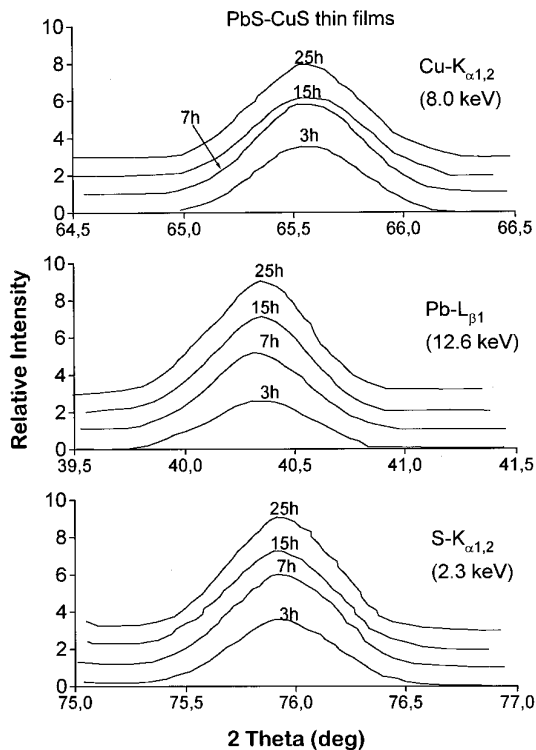 PbS-CuS thin films
10
8
6
4
2
0
25h
15h
7h
3h
Cu-Kα1,2
(8.0 keV)
64,5
65,0
65,5
66,0
66,5
Relative Intensity
10
8
6
4
2
0
25h
15h
7h
3h
Pb-Lβ1
(12.6 keV)
39,5
40,0
40,5
41,0
41,5
10
8
6
4
2
0
25h
15h
7h
3h
S-Kα1,2
(2.3 keV)
75,0
75,5
76,0
76,5
77,0
2 Theta (deg)